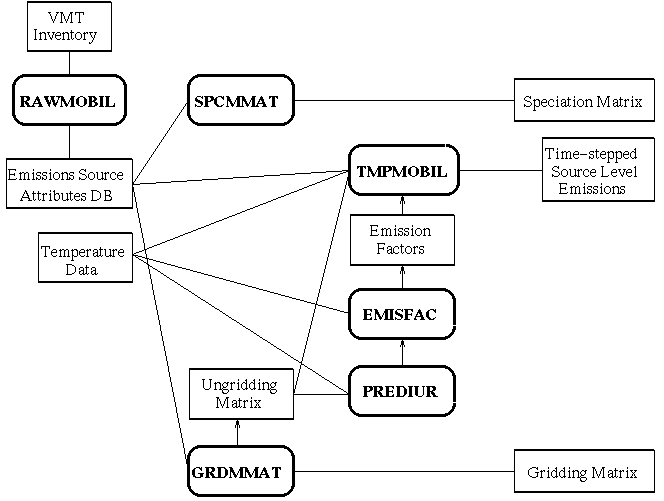 VMT
Inventory
RAWMOBIL
SPCMMAT
Speciation Matrix
Emissions Source
Attributes DB
TMPMOBIL
Time-stepped
Source Level
Emissions
Temperature
Data
Emission
Factors
EMISFAC
Ungridding
Matrix
PREDIUR
GRDMMAT
Gridding Matrix